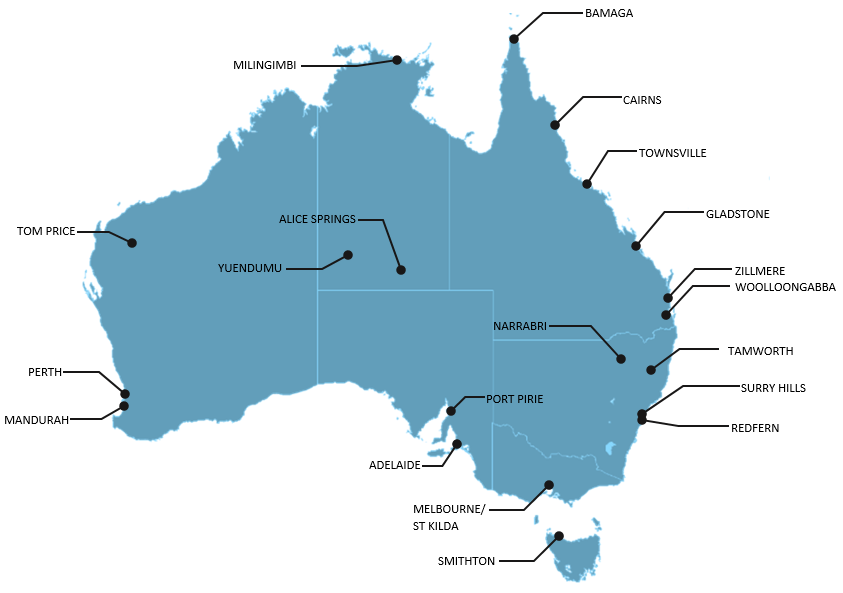 BAMAGA
MILINGIMBI
CAIRNS
TOWNSVILLE
GLADSTONE
ALICE SPRINGS
TOM PRICE
YUENDUMU
ZILLMERE
WOOLLOONGABBA
NARRABRI
TAMWORTH
PERTH
SURRY HILLS
PORT PIRIE
MANDURAH
REDFERN
ADELAIDE
MELBOURNE/
ST KILDA
SMITHTON